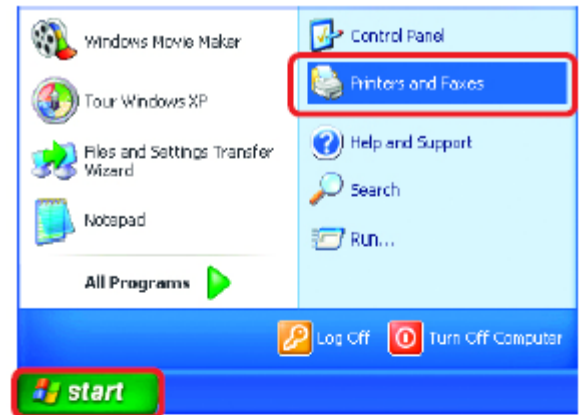 Windows Movie Maker
Tour Windows XP
Files and Settings Transfer
Wizard
Notepad
All Programs
Control Panel
Printers and Faxes
Help and Support
Search
Run...
Log Off
Turn Off Computer
start